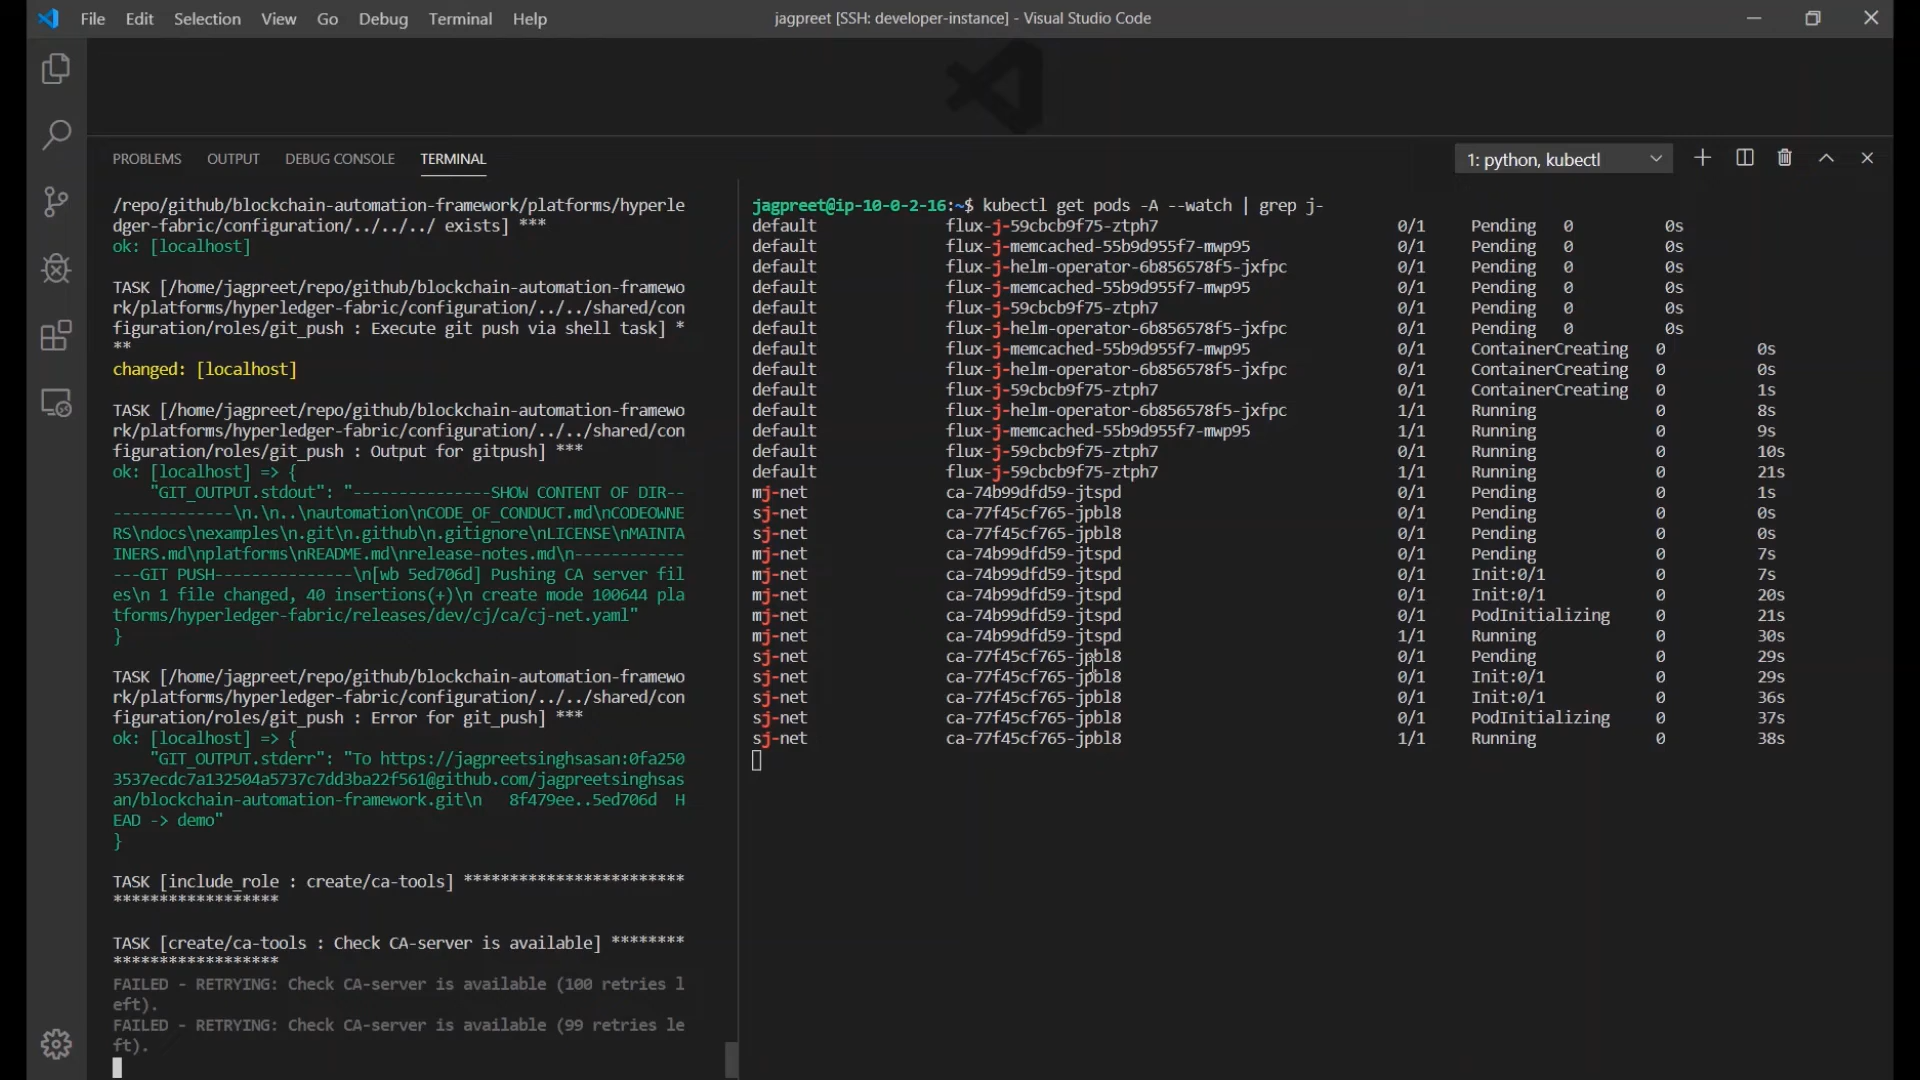 File Edit Selection View Go Debug Terminal Help
jagpreet [SSH: developer-instance] - Visual Studio Code
PROBLEMS OUTPUT DEBUG CONSOLE TERMINAL
1: python, kubectl
/repo/github/blockchain-automation-framework/platforms/hyperle
dger-fabric/configuration/../../../ exists] ***
ok: [localhost]
TASK [/home/jagpreet/repo/github/blockchain-automation-framewo
rk/platforms/hyperledger-fabric/configuration/../../shared/con
figuration/roles/git_push : Execute git push via shell task] *
**
changed: [localhost]
TASK [/home/jagpreet/repo/github/blockchain-automation-framewo
rk/platforms/hyperledger-fabric/configuration/../../shared/con
figuration/roles/git_push : Output for gitpush] ***
ok: [localhost] => {
"GIT_OUTPUT.stdout": "---------------SHOW CONTENT OF DIR--
-------------\n.\n..\nautomation\nCODE_OF_CONDUCT.md\nCODEOWNE
RS\ndocs\nexamples\n.git\n.github\n.gitignore\nLICENSE\nMAINTA
INERS.md\nplatforms\nREADME.md\nrelease-notes.md\n------------
---GIT PUSH---------------\n[wb 5ed706d] Pushing CA server fil
es\n 1 file changed, 40 insertions(+)\n create mode 100644 pla
tforms/hyperledger-fabric/releases/dev/cj/ca/cj-net.yaml"
}
TASK [/home/jagpreet/repo/github/blockchain-automation-framewo
rk/platforms/hyperledger-fabric/configuration/../../shared/con
figuration/roles/git_push : Error for git_push] ***
ok: [localhost] => {
"GIT_OUTPUT.stderr": "To https://jagpreetsinghsasan:0fa250
3537ecdc7a132504a5737c7dd3ba22f561@github.com/jagpreetsinghsas
an/blockchain-automation-framework.git\n   8f479ee..5ed706d  H
EAD -> demo"
}
TASK [include_role : create/ca-tools] ************************
******************
TASK [create/ca-tools : Check CA-server is available] ********
******************
FAILED - RETRYING: Check CA-server is available (100 retries l
eft).
FAILED - RETRYING: Check CA-server is available (99 retries le
ft).
jagpreet@ip-10-0-2-16:~$ kubectl get pods -A --watch | grep j-
default flux-j-59cbcb9f75-ztph7 0/1 Pending 0 0s
default flux-j-memcached-55b9d955f7-mwp95 0/1 Pending 0 0s
default flux-j-helm-operator-6b856578f5-jxfpc 0/1 Pending 0 0s
default flux-j-memcached-55b9d955f7-mwp95 0/1 Pending 0 0s
default flux-j-59cbcb9f75-ztph7 0/1 Pending 0 0s
default flux-j-helm-operator-6b856578f5-jxfpc 0/1 Pending 0 0s
default flux-j-memcached-55b9d955f7-mwp95 0/1 ContainerCreating 0 0s
default flux-j-helm-operator-6b856578f5-jxfpc 0/1 ContainerCreating 0 0s
default flux-j-59cbcb9f75-ztph7 0/1 ContainerCreating 0 1s
default flux-j-helm-operator-6b856578f5-jxfpc 1/1 Running 0 8s
default flux-j-memcached-55b9d955f7-mwp95 1/1 Running 0 9s
default flux-j-59cbcb9f75-ztph7 0/1 Running 0 10s
default flux-j-59cbcb9f75-ztph7 1/1 Running 0 21s
mj-net ca-74b99dfd59-jtspd 0/1 Pending 0 1s
sj-net ca-77f45cf765-jpbl8 0/1 Pending 0 0s
sj-net ca-77f45cf765-jpbl8 0/1 Pending 0 0s
mj-net ca-74b99dfd59-jtspd 0/1 Pending 0 7s
mj-net ca-74b99dfd59-jtspd 0/1 Init:0/1 0 7s
mj-net ca-74b99dfd59-jtspd 0/1 Init:0/1 0 20s
mj-net ca-74b99dfd59-jtspd 0/1 PodInitializing 0 21s
mj-net ca-74b99dfd59-jtspd 1/1 Running 0 30s
sj-net ca-77f45cf765-jpbl8 0/1 Pending 0 29s
sj-net ca-77f45cf765-jpbl8 0/1 Init:0/1 0 29s
sj-net ca-77f45cf765-jpbl8 0/1 Init:0/1 0 36s
sj-net ca-77f45cf765-jpbl8 0/1 PodInitializing 0 37s
sj-net ca-77f45cf765-jpbl8 1/1 Running 0 38s